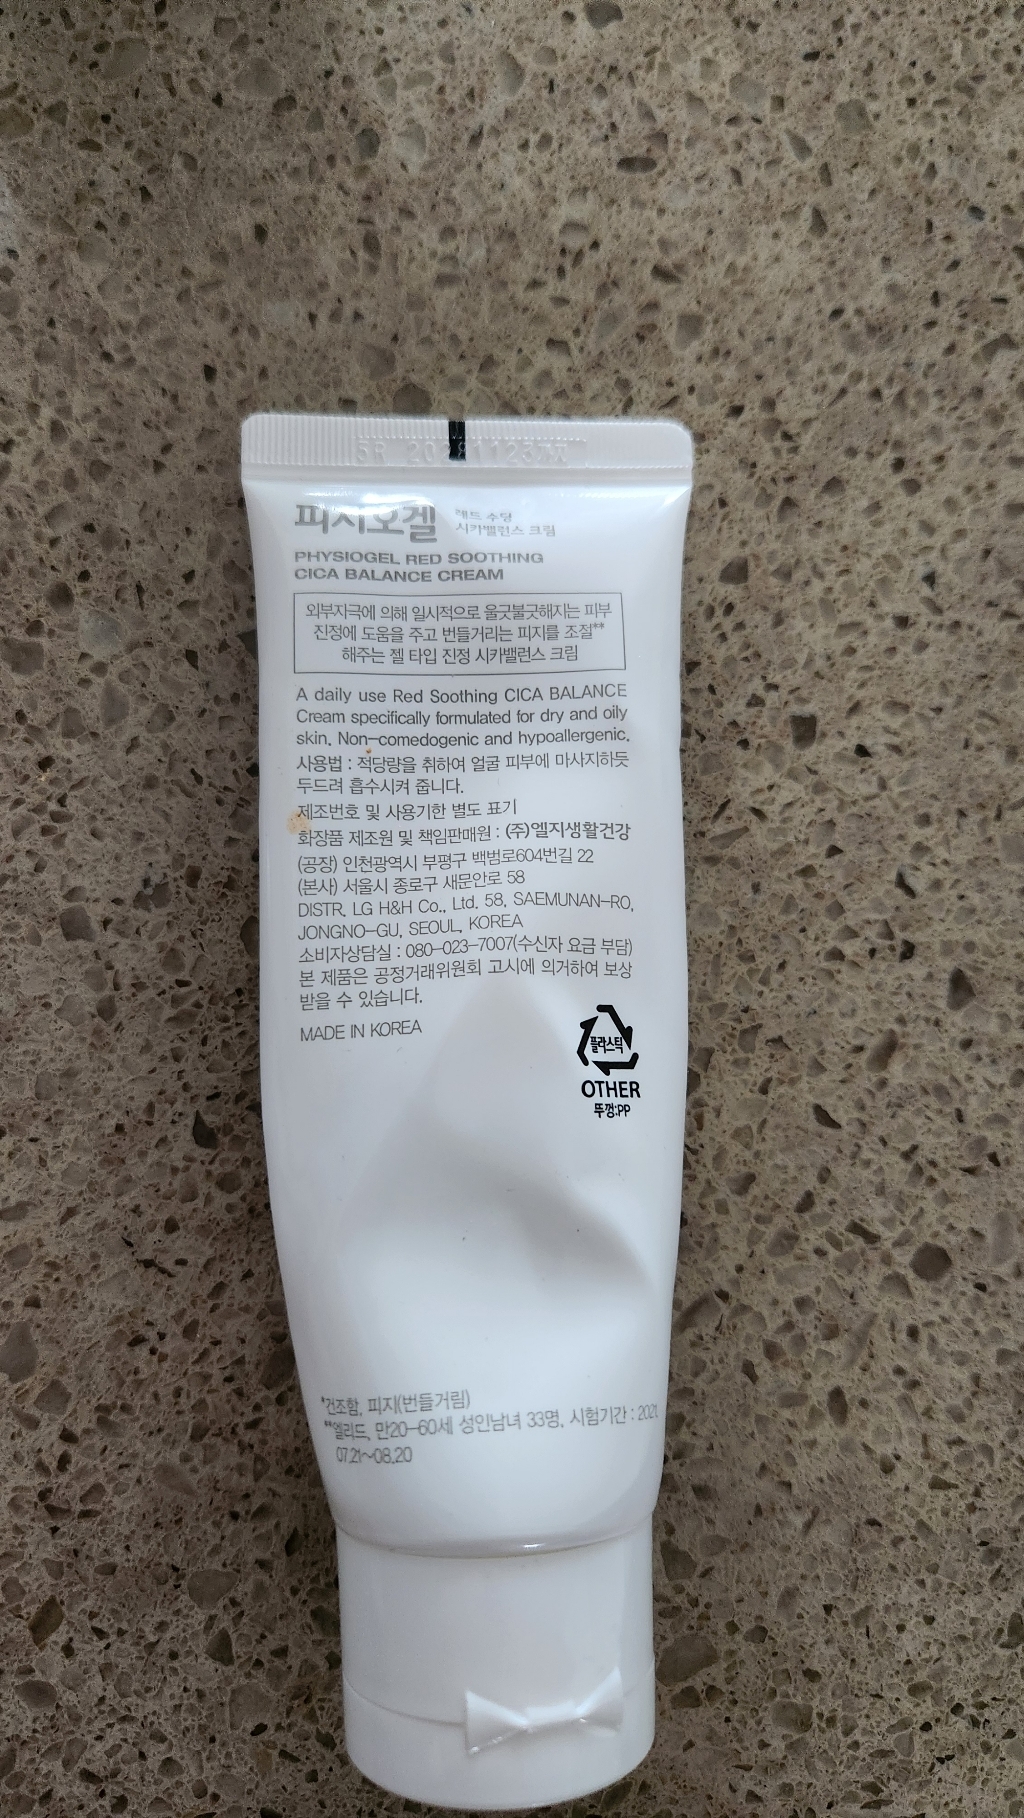 피지오겔 레드 수딩
시카밸런스 크림
PHYSIOGEL RED SOOTHING
CICA BALANCE CREAM
외부자극에 의해 일시적으로 울긋불긋해지는 피부
진정에 도움을 주고 번들거리는 피지를 조절**
해주는 젤 타입 진정 시카밸런스 크림
A daily use Red Soothing CICA BALANCE
Cream specifically formulated for dry and oily
skin. Non-comedogenic and hypoallergenic.
사용법 : 적당량을 취하여 얼굴 피부에 마사지하듯
두드려 흡수시켜 줍니다.
제조번호 및 사용기한 별도 표기
화장품 제조원 및 책임판매원 : (주)엘지생활건강
(공장) 인천광역시 부평구 백범로604번길 22
(본사) 서울시 종로구 새문안로 58
DISTR. LG H&H Co., Ltd. 58, SAEMUNAN-RO,
JONGNO-GU, SEOUL, KOREA
소비자상담실 : 080-023-7007(수신자 요금 부담)
본 제품은 공정거래위원회 고시에 의거하여 보상
받을 수 있습니다.
MADE IN KOREA
플라스틱
OTHER
뚜껑:PP
*건조함, 피지(번들거림)
**엘리드, 만20-60세 성인남녀 33명, 시험기간 : 2021.
07.21~08.20